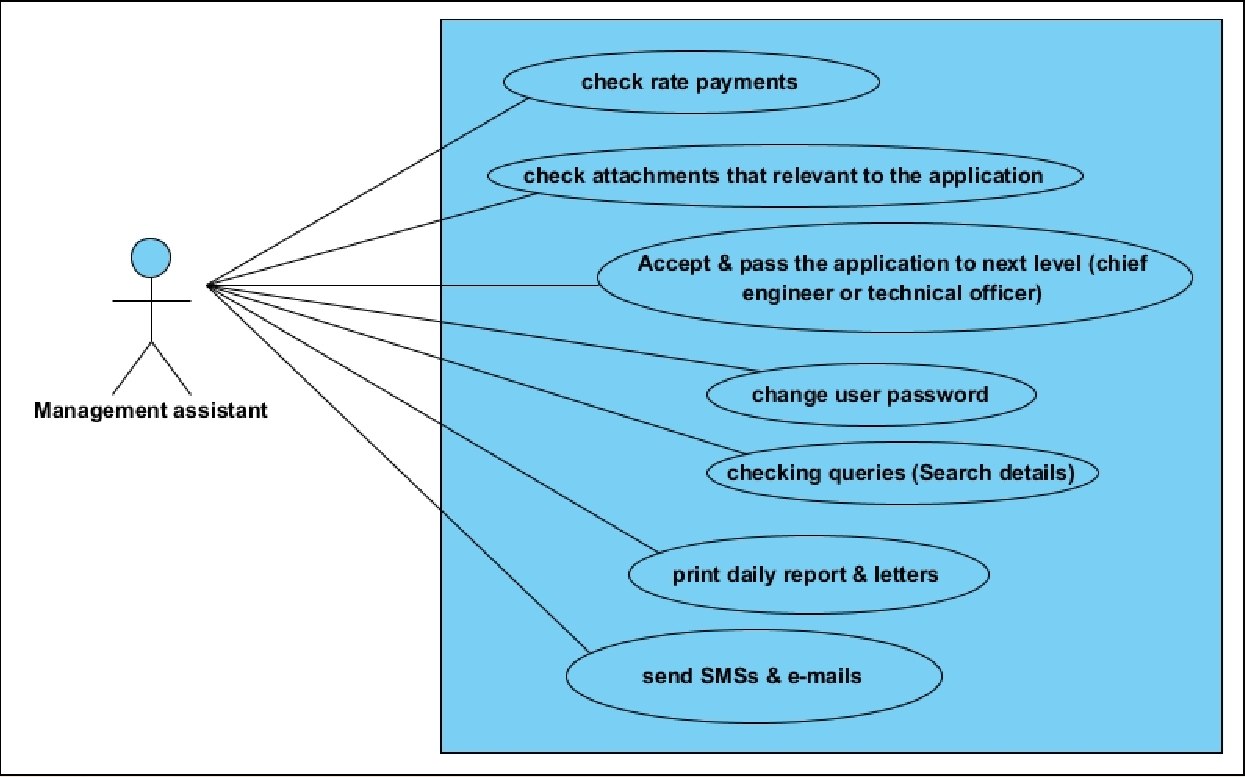 check rate payments
check attachments that relevant to the application
Accept & pass the application to next level (chief
engineer or technical officer)
change user password
Management assistant
checking queries (Search details)
print daily report & letters
send SMSs & e-mails